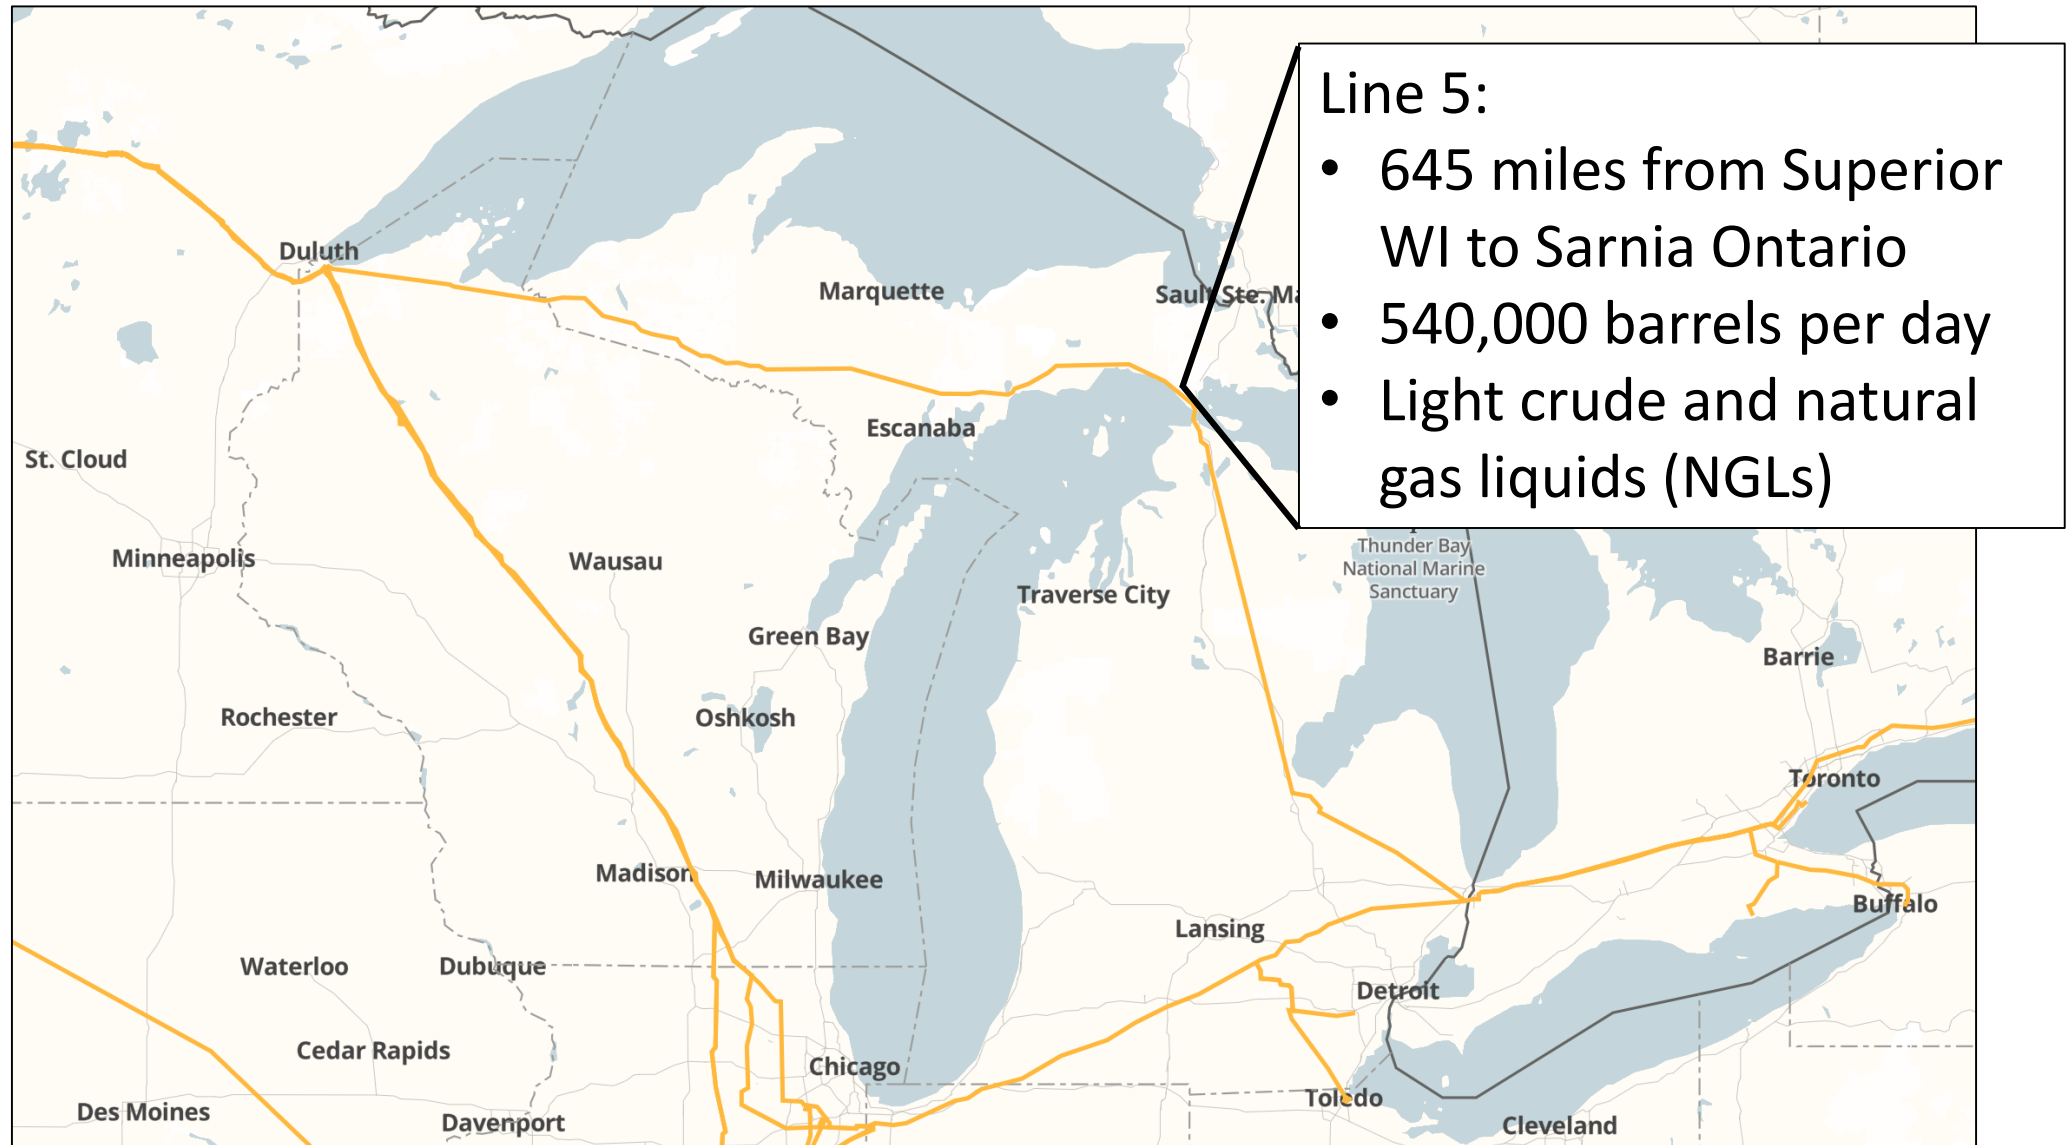 Line 5:
• 645 miles from Superior
WI to Sarnia Ontario
• 540,000 barrels per day
• Light crude and natural
gas liquids (NGLs)
Duluth
Marquette
Sault Ste. Ma
Escanaba
St. Cloud
Minneapolis
Wausau
Thunder Bay
National Marine
Sanctuary
Traverse City
Green Bay
Barrie
Rochester
Oshkosh
Toronto
Madison
Milwaukee
Buffalo
Lansing
Waterloo
Dubuque
Detroit
Cedar Rapids
Chicago
Des Moines
Davenport
Toledo
Cleveland